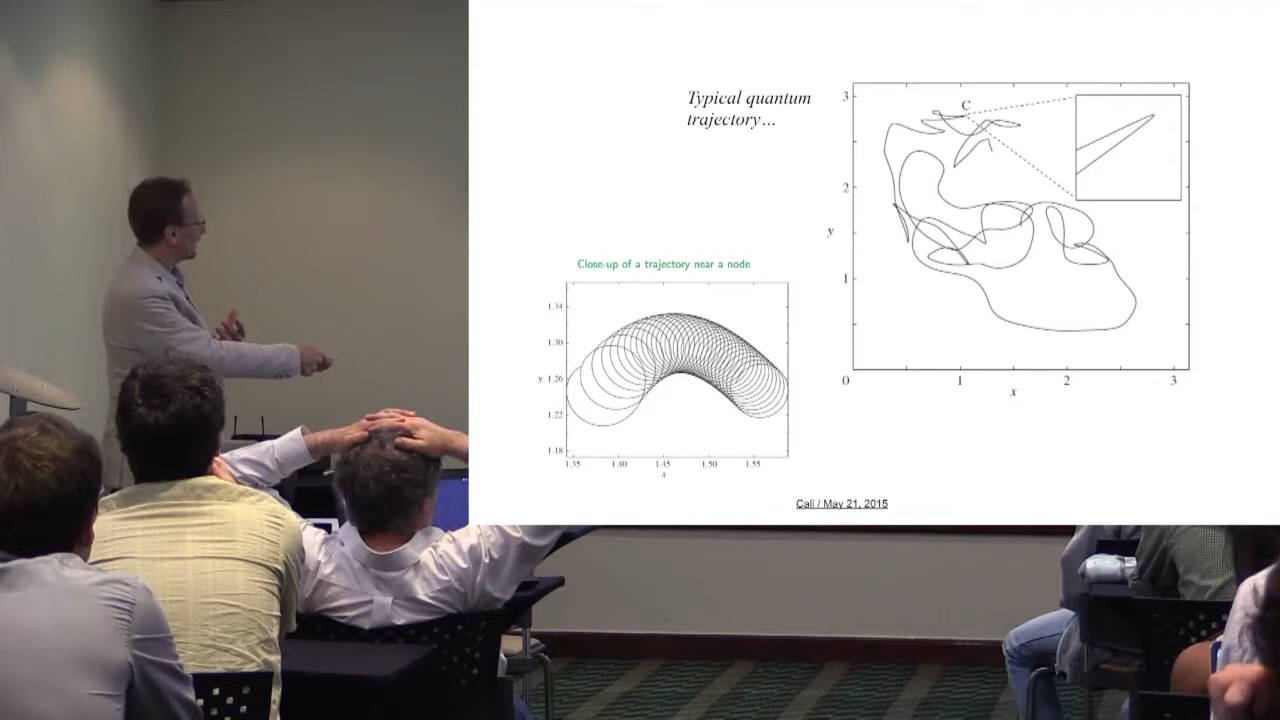 Typical quantum
trajectory…
3
2
y
1
0
1
2
3
x
C
Close-up of a trajectory near a node
1.34
1.30
y
1.26
1.22
1.18
1.35
1.40
1.45
1.50
1.55
x
Cali / May 21, 2015